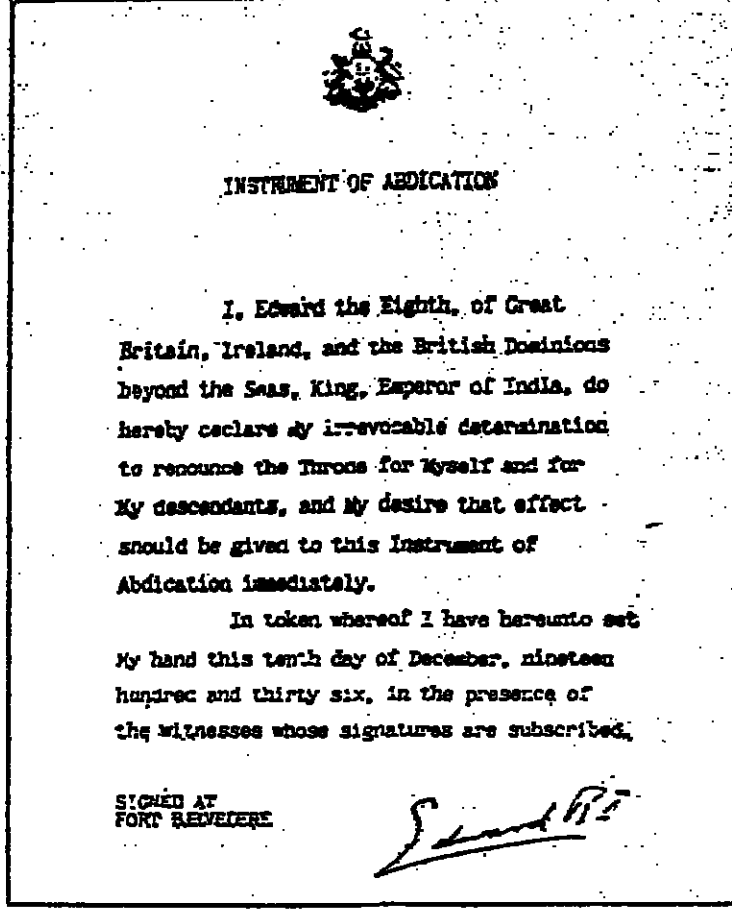 INSTRUMENT OF ABDICATION
I, Edward the Eighth, of Great
Britain, Ireland, and the British Dominions
beyond the Seas, King, Emperor of India, do
hereby declare My irrevocable determination
to renounce the Throne for Myself and for
My descendants, and My desire that effect
should be given to this Instrument of
Abdication immediately.
In token whereof I have hereunto set
My hand this tenth day of December, nineteen
hundred and thirty six, in the presence of
the witnesses whose signatures are subscribed.
SIGNED AT
FORT BELVEDERE
Edward RI